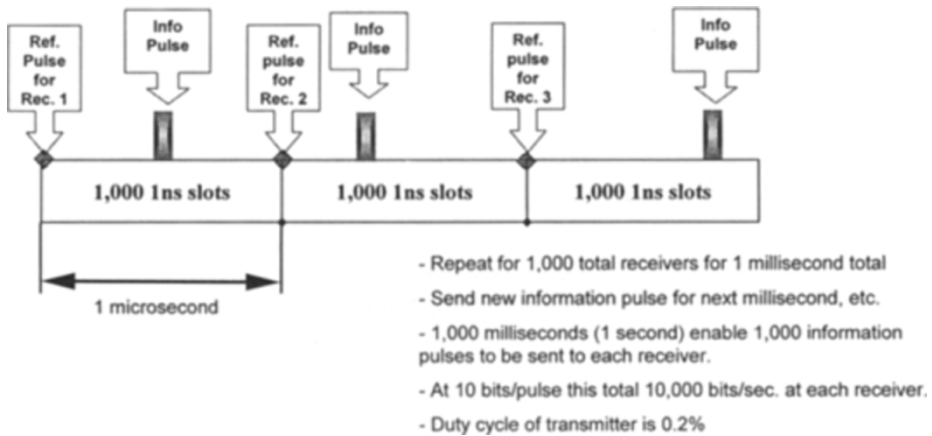 Ref.
Pulse
for
Rec. 1
Info
Pulse
Ref.
pulse
for
Rec. 2
Info
Pulse
Ref.
pulse
for
Rec. 3
Info
Pulse
1,000 1ns slots
1,000 1ns slots
1,000 1ns slots
1 microsecond
- Repeat for 1,000 total receivers for 1 millisecond total
- Send new information pulse for next millisecond, etc.
- 1,000 milliseconds (1 second) enable 1,000 information
pulses to be sent to each receiver.
- At 10 bits/pulse this total 10,000 bits/sec. at each receiver.
- Duty cycle of transmitter is 0.2%